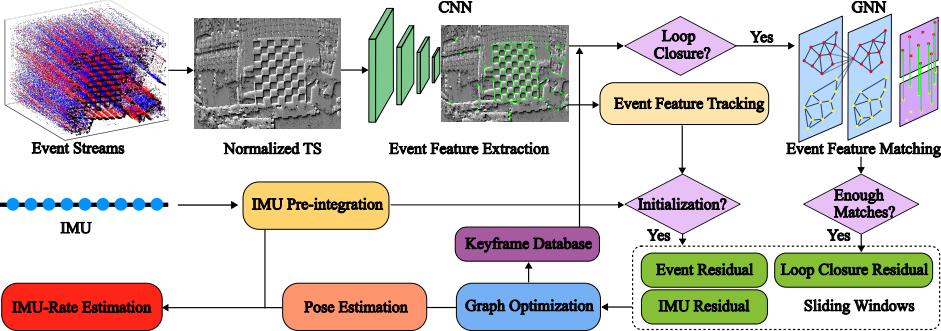 CNN
GNN
Loop
Closure?
Yes
Event Feature Tracking
Event Streams
Normalized TS
Event Feature Extraction
Event Feature Matching
IMU
IMU Pre-integration
Initialization?
Enough
Matches?
Yes
Yes
Keyframe Database
Event Residual
Loop Closure Residual
IMU-Rate Estimation
Pose Estimation
Graph Optimization
IMU Residual
Sliding Windows